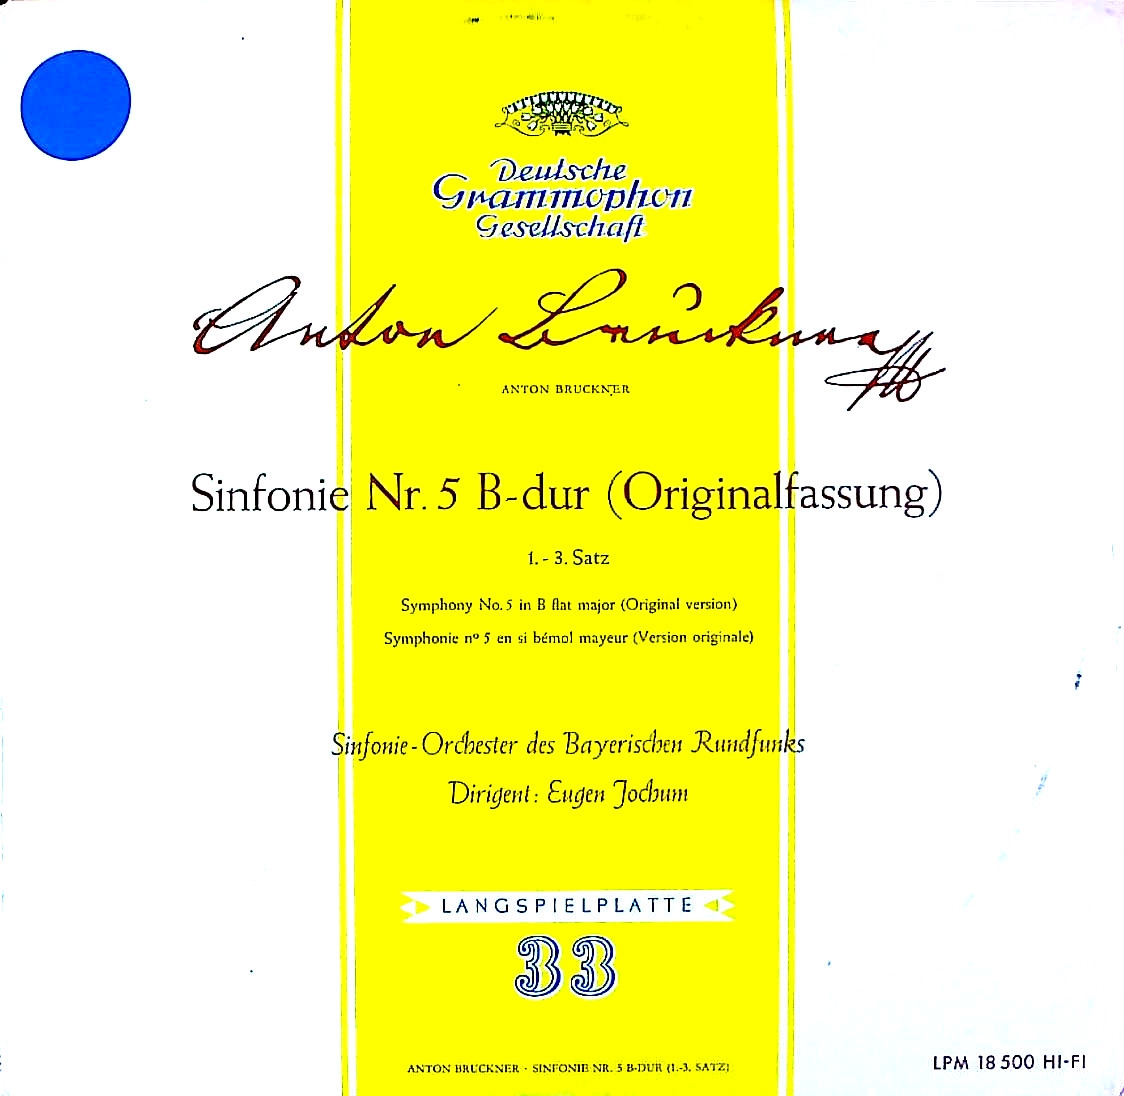 Deutsche
Grammophon
Gesellschaft
Anton Bruckner
ANTON BRUCKNER
Sinfonie Nr. 5 B-dur (Originalfassung)
1. - 3. Satz
Symphony No. 5 in B flat major (Original version)
Symphonie nº 5 en si bémol mayeur (Version originale)
Sinfonie-Orchester des Bayerischen Rundfunks
Dirigent: Eugen Jochum
LANGSPIELPLATTE
33
ANTON BRUCKNER · SINFONIE NR. 5 B-DUR (1.-3. SATZ)
LPM 18 500 HI-FI